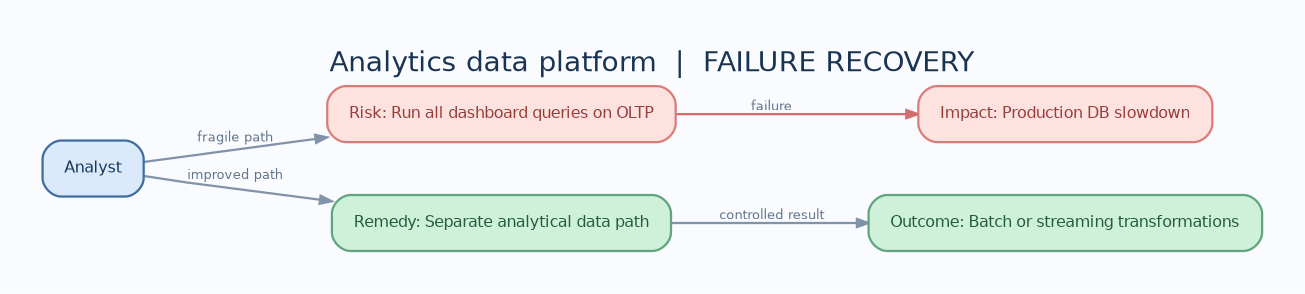 Analytics data platform  |  FAILURE RECOVERY
Risk: Run all dashboard queries on OLTP
failure
Impact: Production DB slowdown
fragile path
Analyst
improved path
Remedy: Separate analytical data path
controlled result
Outcome: Batch or streaming transformations